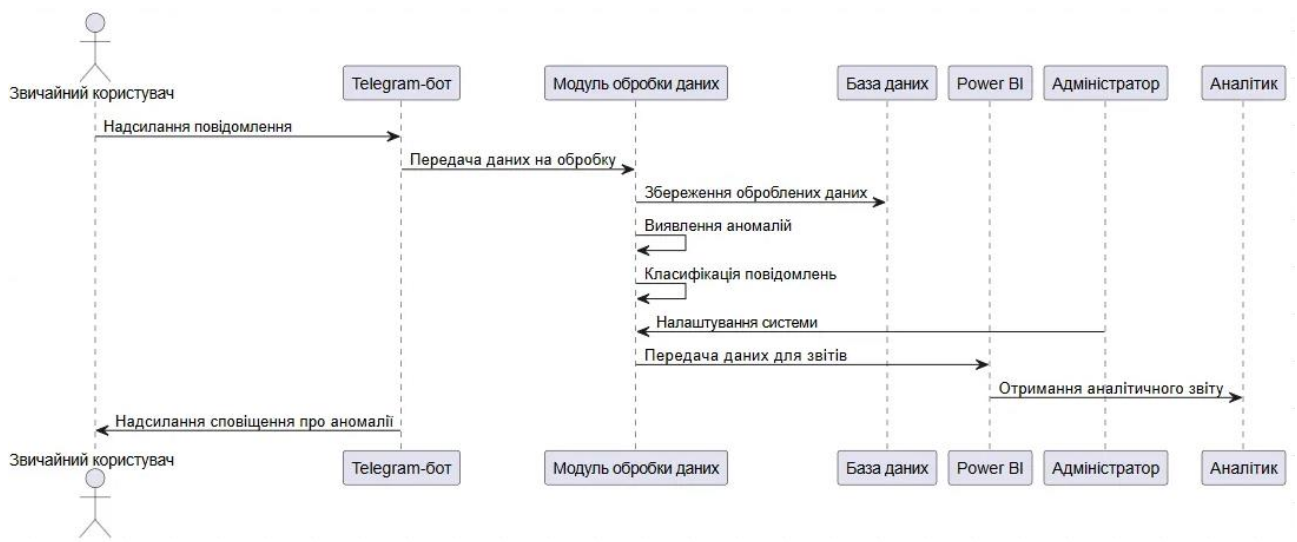 Звичайний користувач
Telegram-бот
Модуль обробки даних
База даних
Power BI
Адміністратор
Аналітик
Надсилання повідомлення
Передача даних на обробку
Збереження оброблених даних
Виявлення аномалій
Класифікація повідомлень
Налаштування системи
Передача даних для звітів
Отримання аналітичного звіту
Надсилання сповіщення про аномалії
Звичайний користувач
Telegram-бот
Модуль обробки даних
База даних
Power BI
Адміністратор
Аналітик